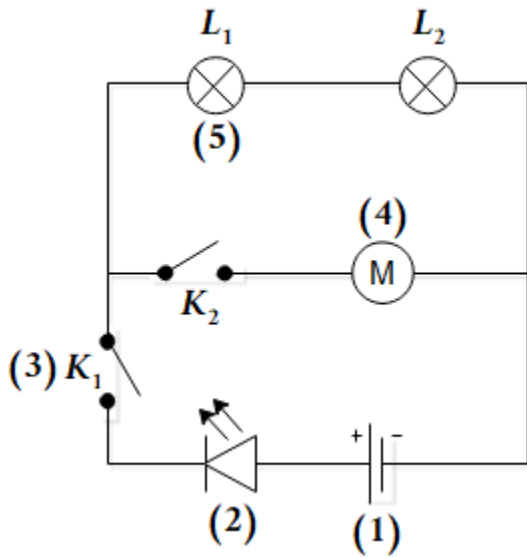 L₁ L₂
(5)
(4)
M
K₂
(3) K₁
+ −
(2)
(1)